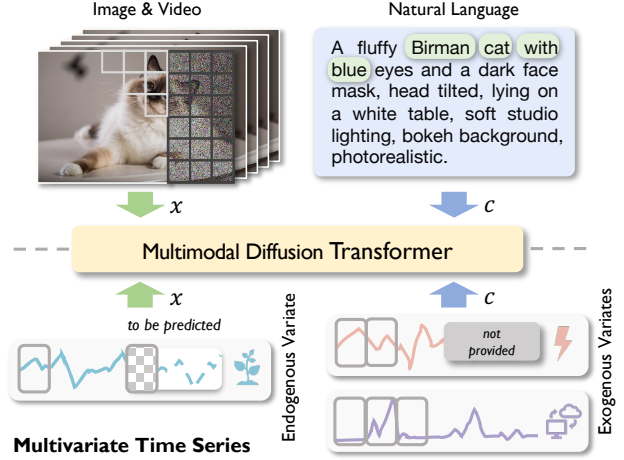 Image & Video
Natural Language
A fluffy Birman cat with
blue eyes and a dark face
mask, head tilted, lying on
a white table, soft studio
lighting, bokeh background,
photorealistic.
x
c
Multimodal Diffusion Transformer
x
c
to be predicted
Endogenous Variate
not
provided
Exogenous Variates
Multivariate Time Series